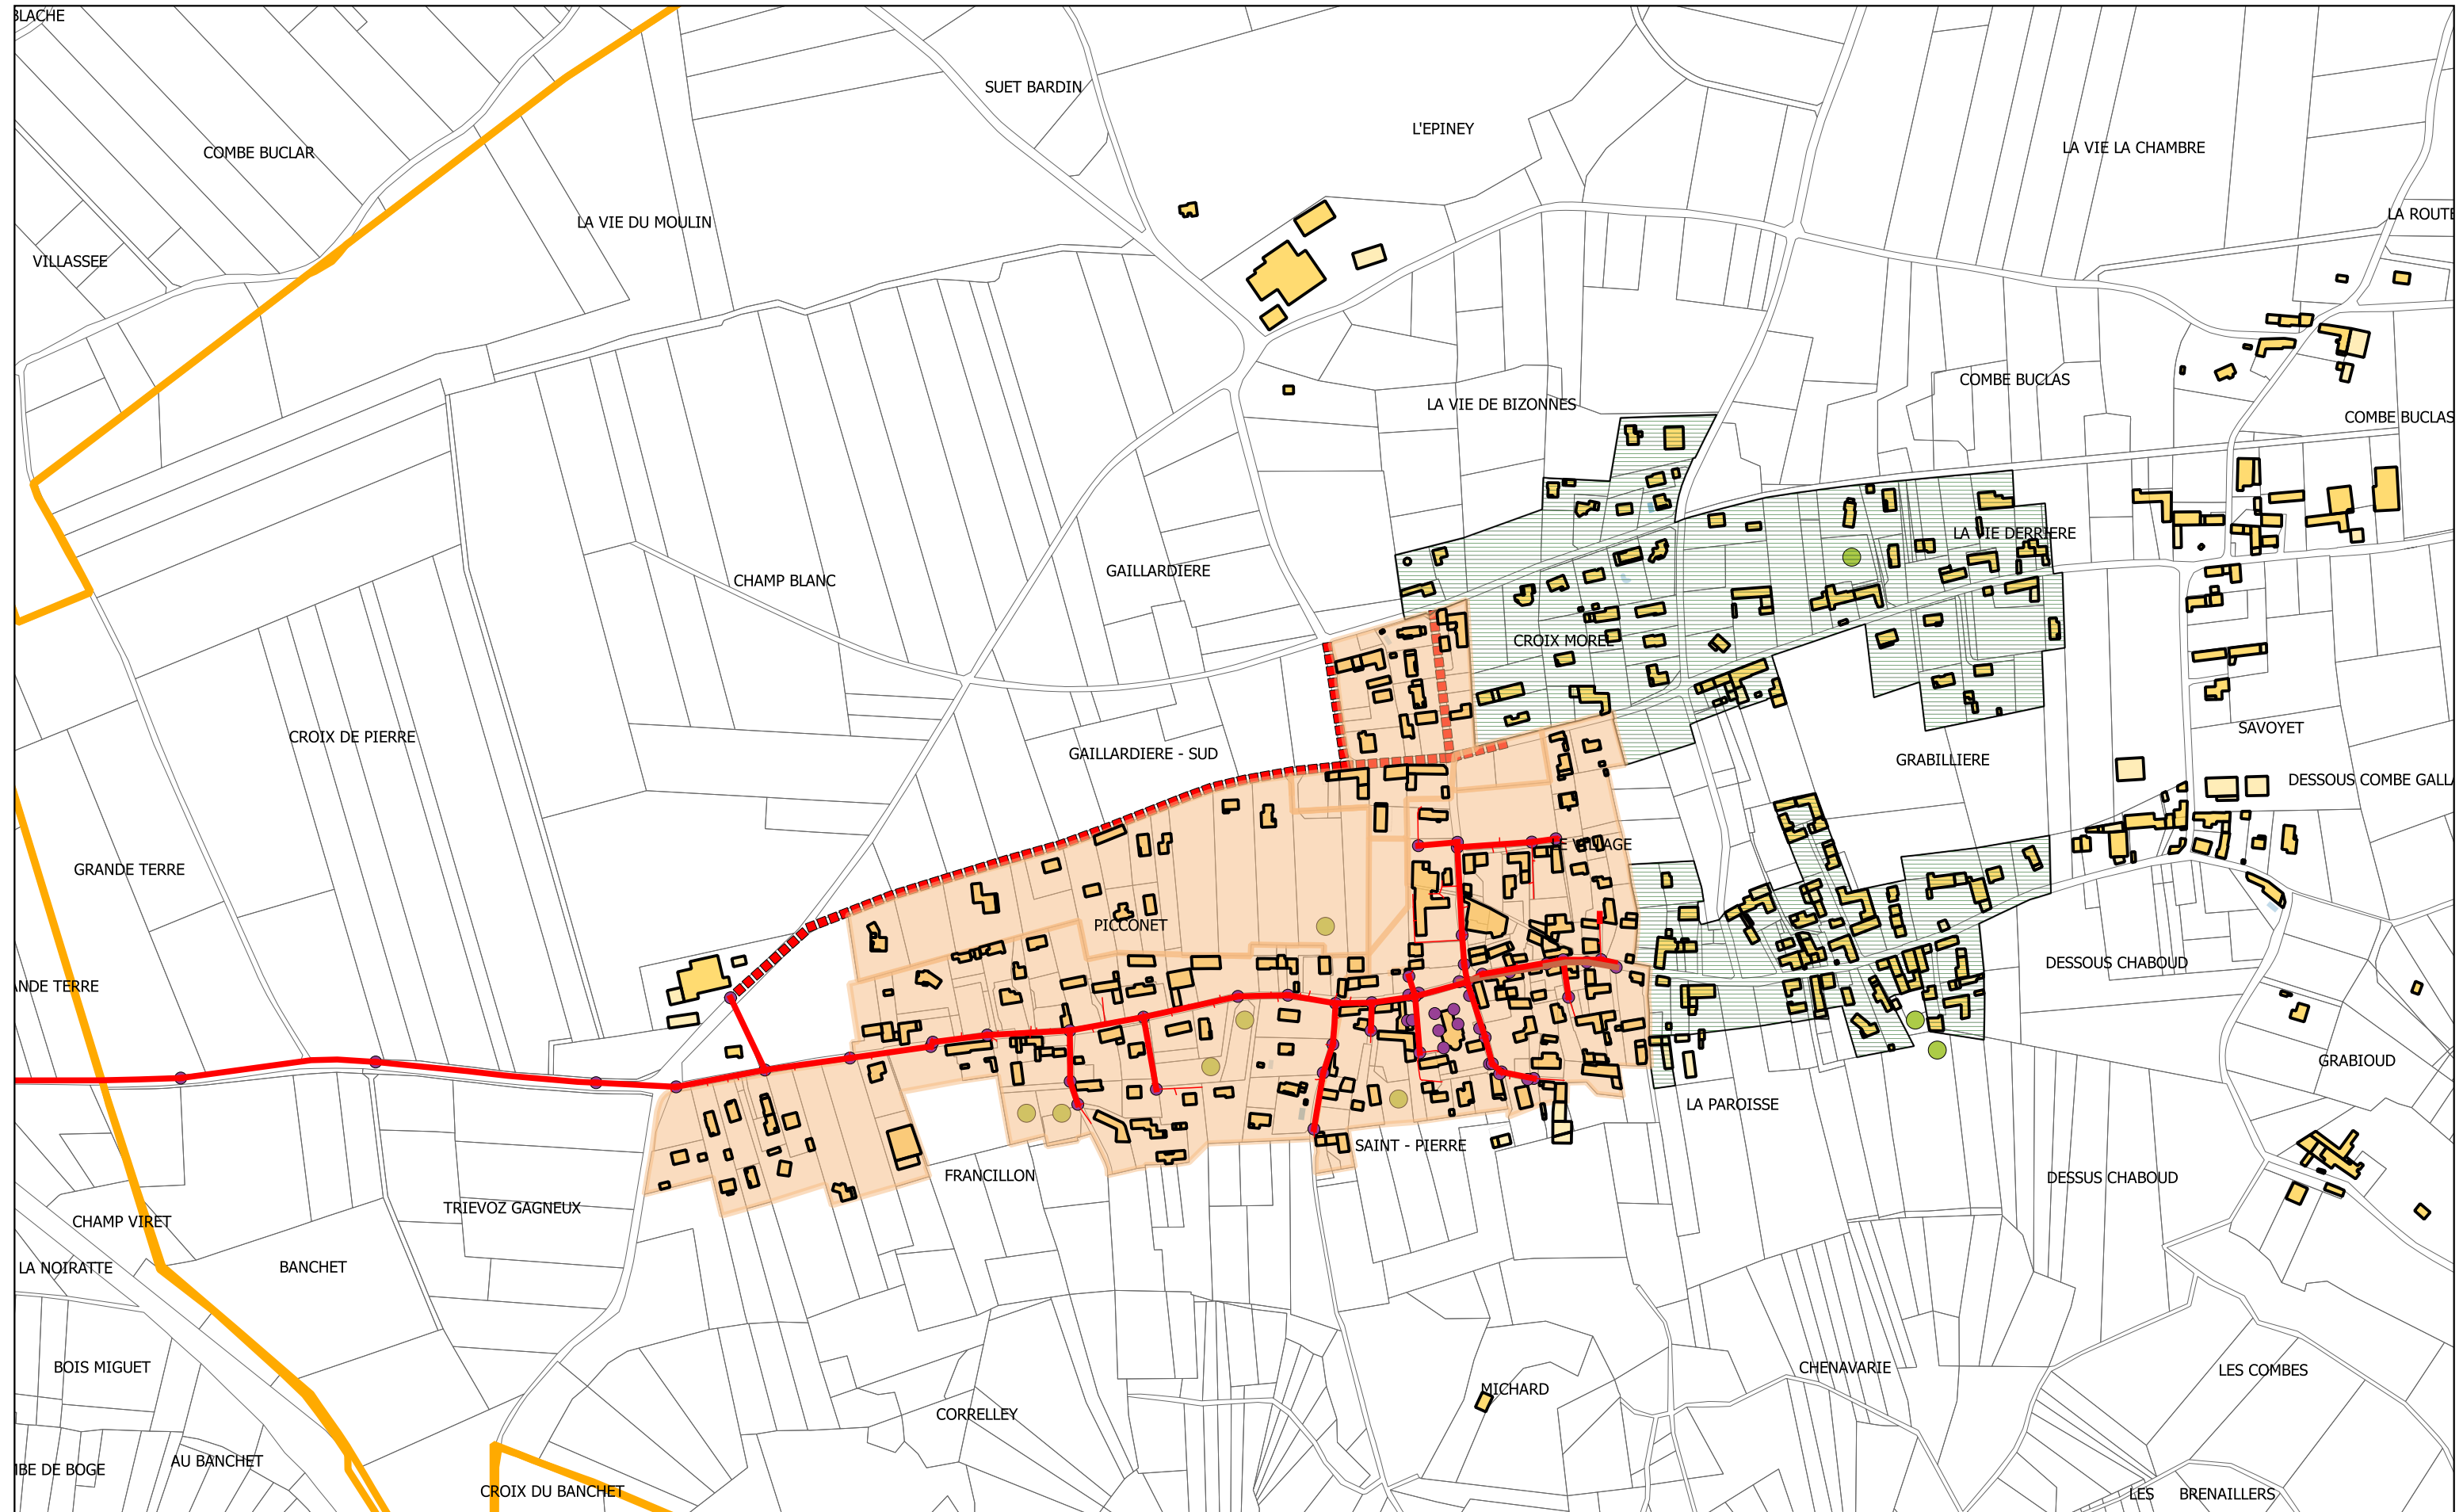 BLACHE
SUET BARDIN
L'EPINEY
COMBE BUCLAR
LA VIE LA CHAMBRE
LA VIE DU MOULIN
LA ROUTE
VILLASSEE
COMBE BUCLAS
LA VIE DE BIZONNES
COMBE BUCLAS
LA VIE DERRIERE
GAILLARDIERE
CHAMP BLANC
CROIX MOREL
SAVOYET
CROIX DE PIERRE
GAILLARDIERE - SUD
GRABILLIERE
DESSOUS COMBE GALLA
LE VILLAGE
GRANDE TERRE
PICCONET
DESSOUS CHABOUD
ANDE TERRE
GRABIOUD
LA PAROISSE
SAINT - PIERRE
FRANCILLON
DESSUS CHABOUD
TRIEVOZ GAGNEUX
CHAMP VIRET
LA NOIRATTE
BANCHET
BOIS MIGUET
CHENAVARIE
LES COMBES
MICHARD
CORRELLEY
AU BANCHET
MBE DE BOGE
CROIX DU BANCHET
LES BRENAILLERS